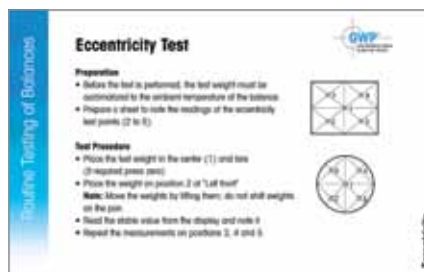 Routine Testing of Balances
Eccentricity Test
GWP
Preparation
• Before the test is performed, the test weight must be
acclimatized to the ambient temperature of the balance.
• Prepare a sheet to note the readings of the eccentricity
test points (2 to 5).
Test Procedure
• Place the test weight in the center (1) and tare
(if required press zero)
• Place the weight on position 2 at "Left front"
Note: Move the weights by lifting them; do not shift weights
on the pan.
• Read the stable value from the display and note it
• Repeat the measurements on positions 3, 4 and 5